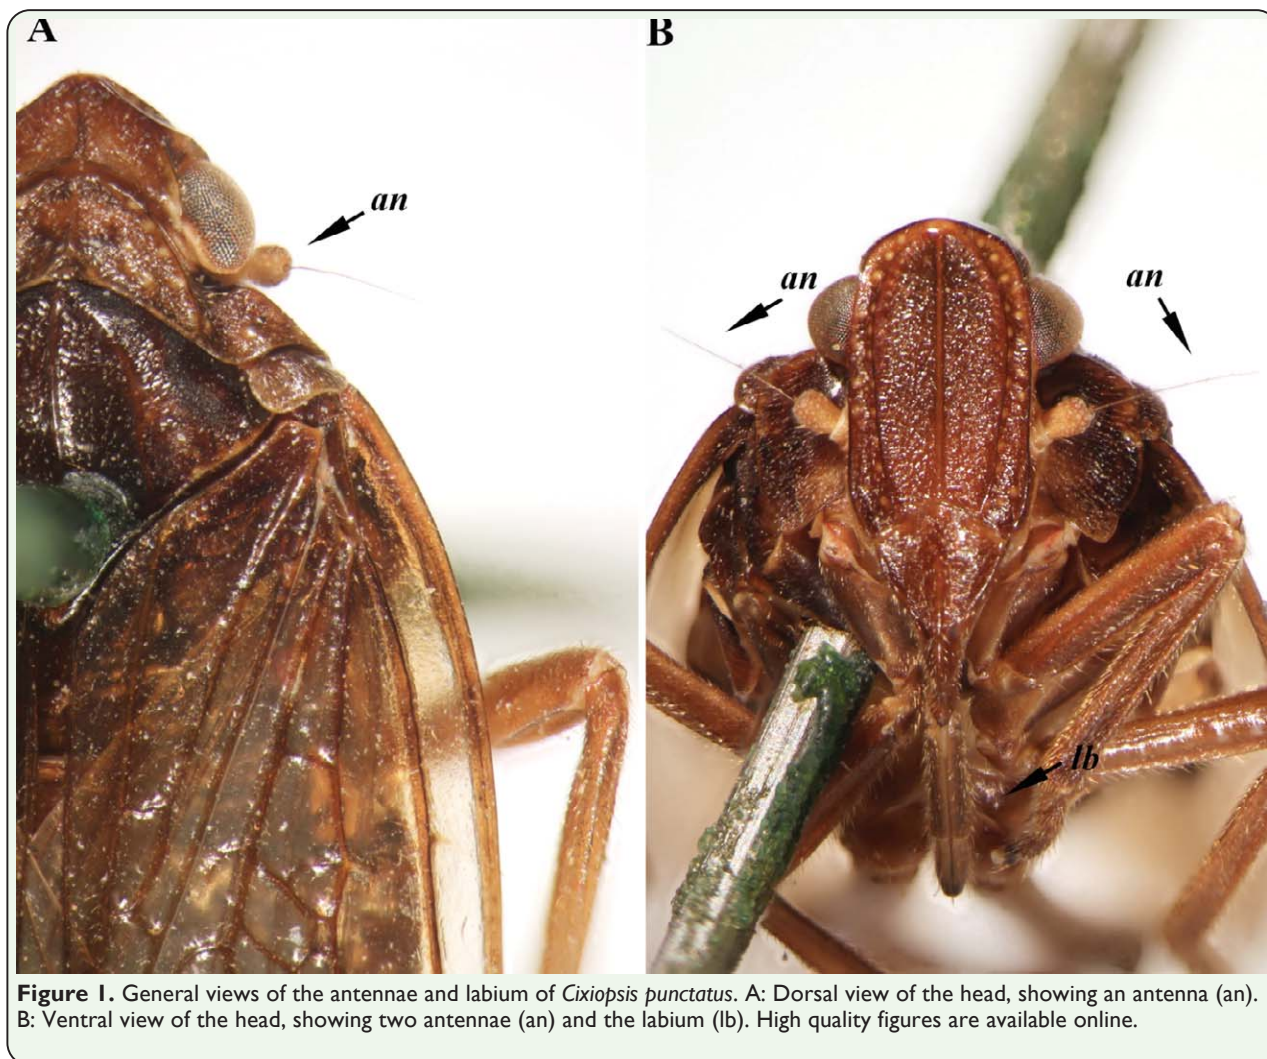 A
B
an
an
an
lb
Figure 1. General views of the antennae and labium of Cixiopsis punctatus. A: Dorsal view of the head, showing an antenna (an).
B: Ventral view of the head, showing two antennae (an) and the labium (lb). High quality figures are available online.